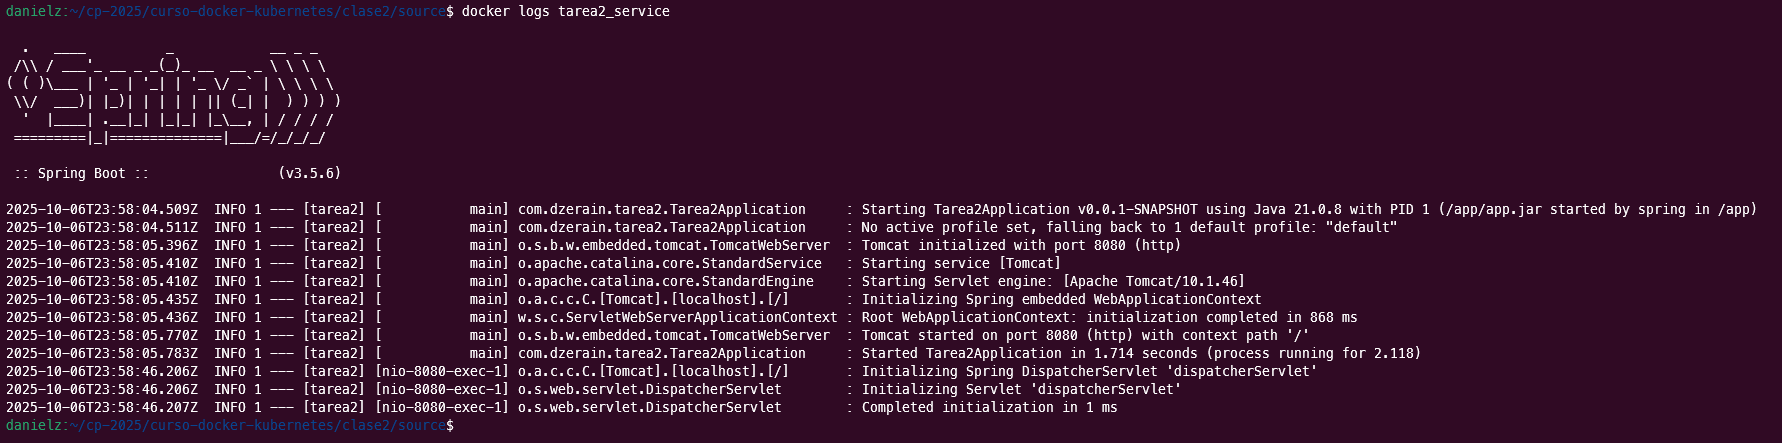 danielz:~/cp-2025/curso-docker-kubernetes/clase2/source$ docker logs tarea2_service

  .   ____          _            __ _ _
 /\\ / ___'_ __ _ _(_)_ __  __ _ \ \ \ \
( ( )\___ | '_ | '_| | '_ \/ _` | \ \ \ \
 \\/  ___)| |_)| | | | | || (_| |  ) ) ) )
  '  |____| .__|_| |_|_| |_\__, | / / / /
 =========|_|==============|___/=/_/_/_/

 :: Spring Boot ::                (v3.5.6)

2025-10-06T23:58:04.509Z  INFO 1 --- [tarea2] [           main] com.dzerain.tarea2.Tarea2Application     : Starting Tarea2Application v0.0.1-SNAPSHOT using Java 21.0.8 with PID 1 (/app/app.jar started by spring in /app)
2025-10-06T23:58:04.511Z  INFO 1 --- [tarea2] [           main] com.dzerain.tarea2.Tarea2Application     : No active profile set, falling back to 1 default profile: "default"
2025-10-06T23:58:05.396Z  INFO 1 --- [tarea2] [           main] o.s.b.w.embedded.tomcat.TomcatWebServer  : Tomcat initialized with port 8080 (http)
2025-10-06T23:58:05.410Z  INFO 1 --- [tarea2] [           main] o.apache.catalina.core.StandardService   : Starting service [Tomcat]
2025-10-06T23:58:05.410Z  INFO 1 --- [tarea2] [           main] o.apache.catalina.core.StandardEngine    : Starting Servlet engine: [Apache Tomcat/10.1.46]
2025-10-06T23:58:05.435Z  INFO 1 --- [tarea2] [           main] o.a.c.c.C.[Tomcat].[localhost].[/]       : Initializing Spring embedded WebApplicationContext
2025-10-06T23:58:05.436Z  INFO 1 --- [tarea2] [           main] w.s.c.ServletWebServerApplicationContext : Root WebApplicationContext: initialization completed in 868 ms
2025-10-06T23:58:05.770Z  INFO 1 --- [tarea2] [           main] o.s.b.w.embedded.tomcat.TomcatWebServer  : Tomcat started on port 8080 (http) with context path '/'
2025-10-06T23:58:05.783Z  INFO 1 --- [tarea2] [           main] com.dzerain.tarea2.Tarea2Application     : Started Tarea2Application in 1.714 seconds (process running for 2.118)
2025-10-06T23:58:46.206Z  INFO 1 --- [tarea2] [nio-8080-exec-1] o.a.c.c.C.[Tomcat].[localhost].[/]       : Initializing Spring DispatcherServlet 'dispatcherServlet'
2025-10-06T23:58:46.206Z  INFO 1 --- [tarea2] [nio-8080-exec-1] o.s.web.servlet.DispatcherServlet        : Initializing Servlet 'dispatcherServlet'
2025-10-06T23:58:46.207Z  INFO 1 --- [tarea2] [nio-8080-exec-1] o.s.web.servlet.DispatcherServlet        : Completed initialization in 1 ms
danielz:~/cp-2025/curso-docker-kubernetes/clase2/source$